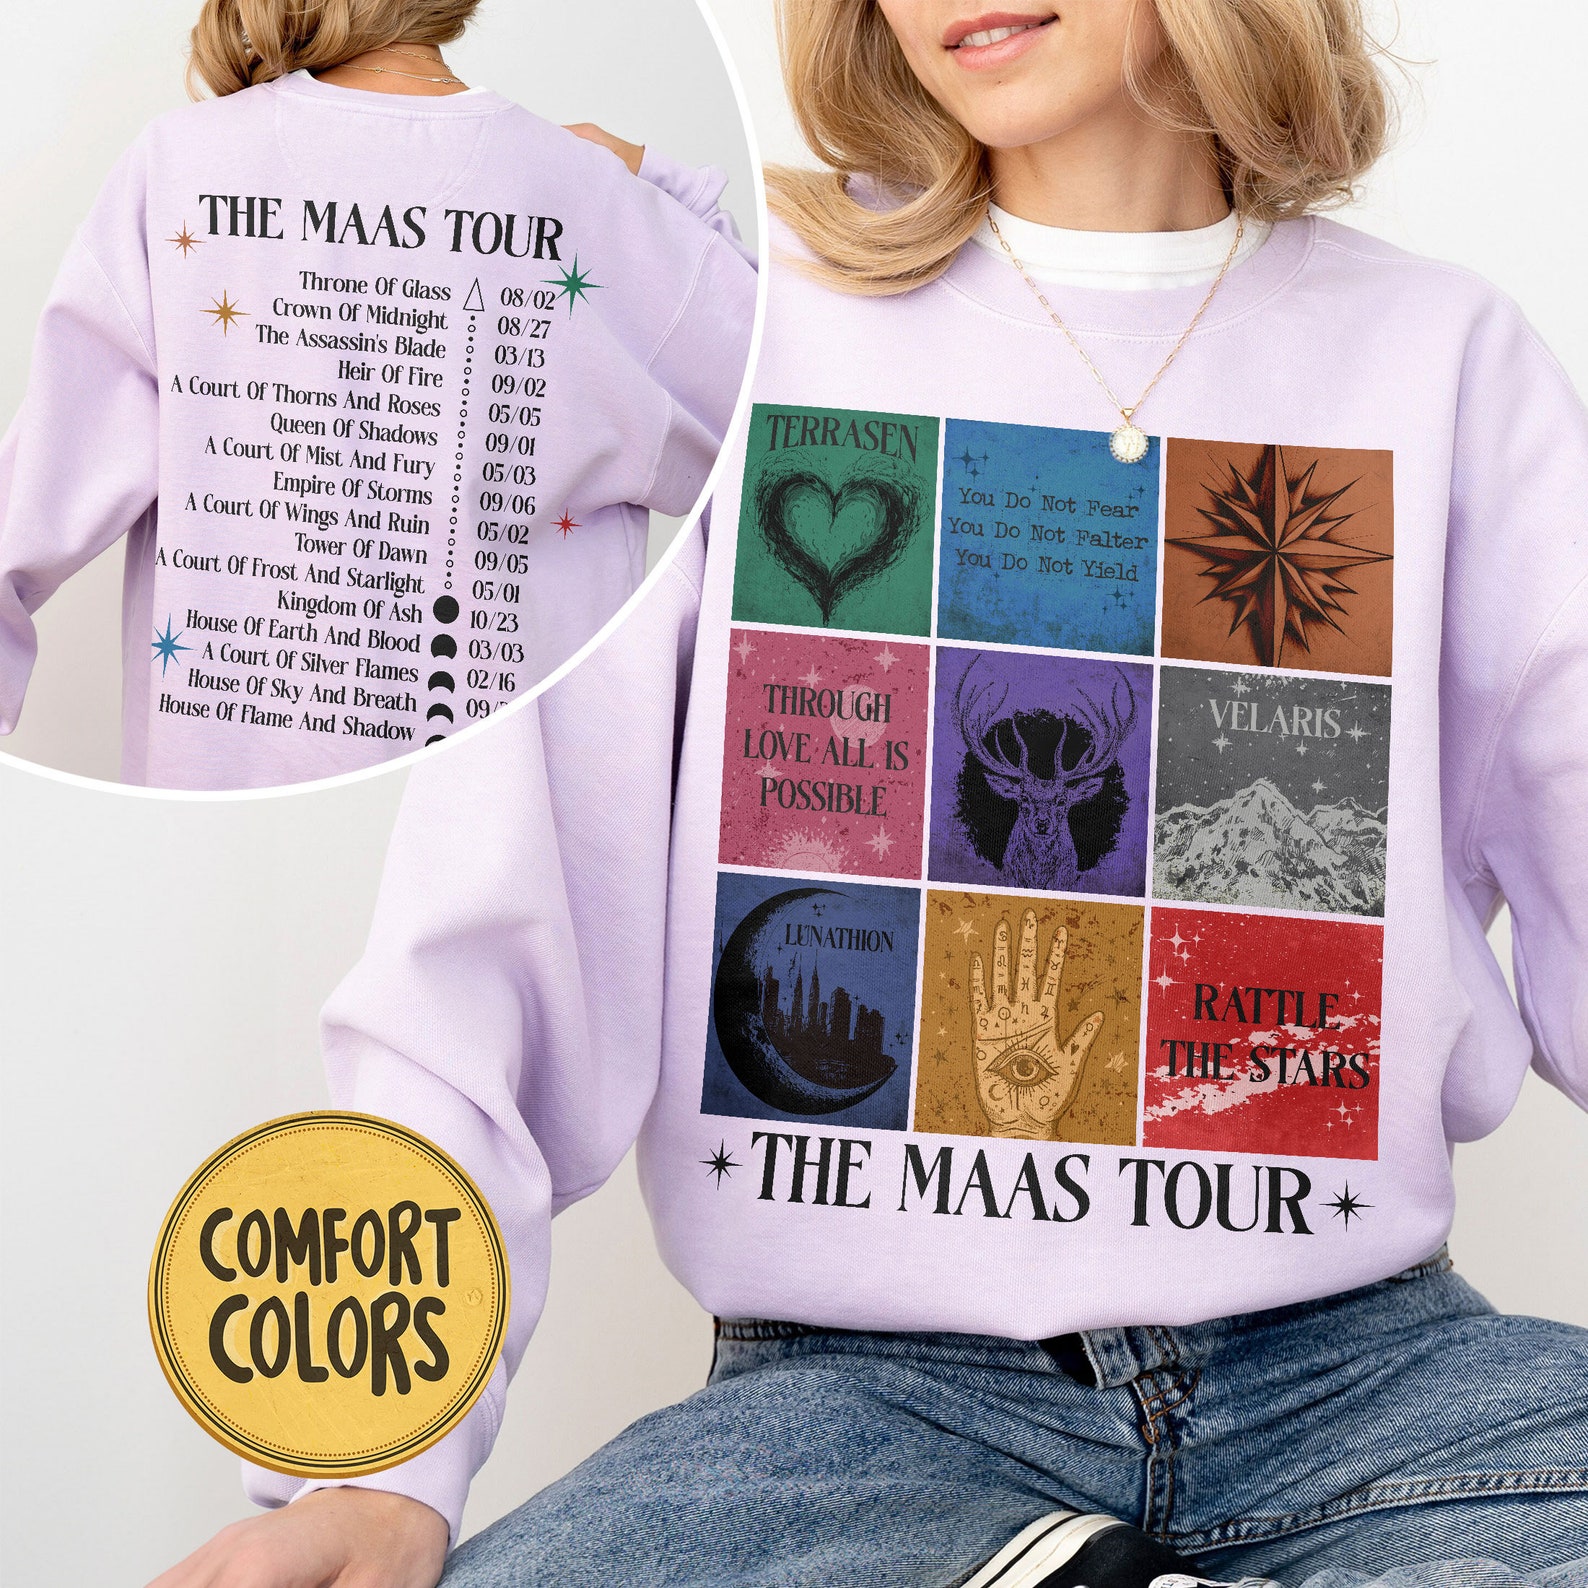 THE MAAS TOUR
Throne Of Glass 08/02
Crown Of Midnight 08/27
The Assassin's Blade 03/13
Heir Of Fire 09/02
A Court Of Thorns And Roses 05/05
Queen Of Shadows 09/01
A Court Of Mist And Fury 05/03
Empire Of Storms 09/06
A Court Of Wings And Ruin 05/02
Tower Of Dawn 09/05
A Court Of Frost And Starlight 05/01
Kingdom Of Ash 10/23
House Of Earth And Blood 03/03
A Court Of Silver Flames 02/16
House Of Sky And Breath
House Of Flame And Shadow
TERRASEN
You Do Not Fear
You Do Not Falter
You Do Not Yield
THROUGH
LOVE ALL IS
POSSIBLE
VELARIS
LUNATHION
RATTLE
THE STARS
THE MAAS TOUR
COMFORT
COLORS